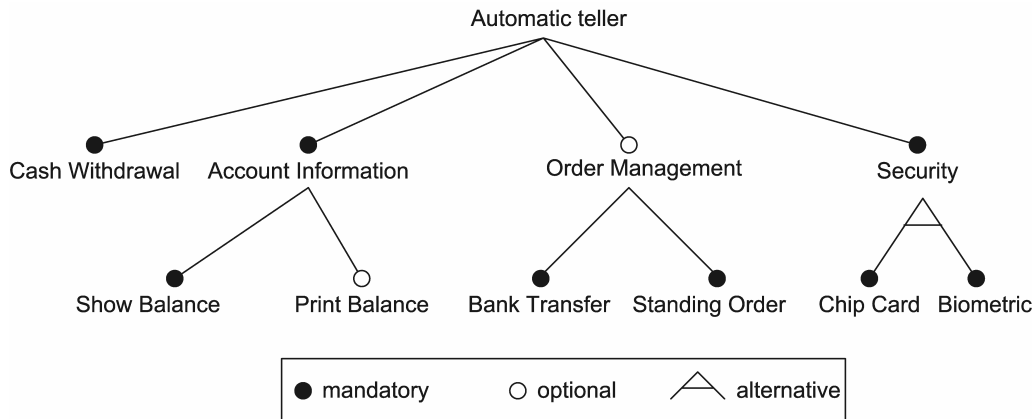 Automatic teller
Cash Withdrawal
Account Information
Order Management
Security
Show Balance
Print Balance
Bank Transfer
Standing Order
Chip Card
Biometric
mandatory
optional
alternative